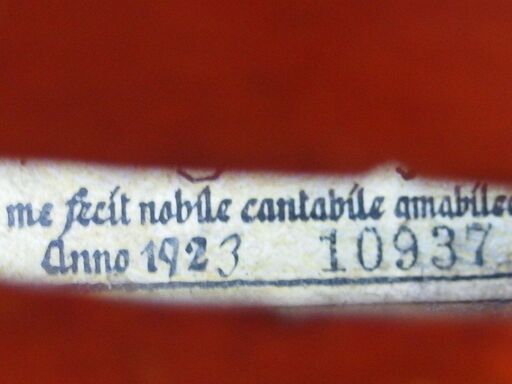 me fecit nobile cantabile amabile
Anno 1923 10937